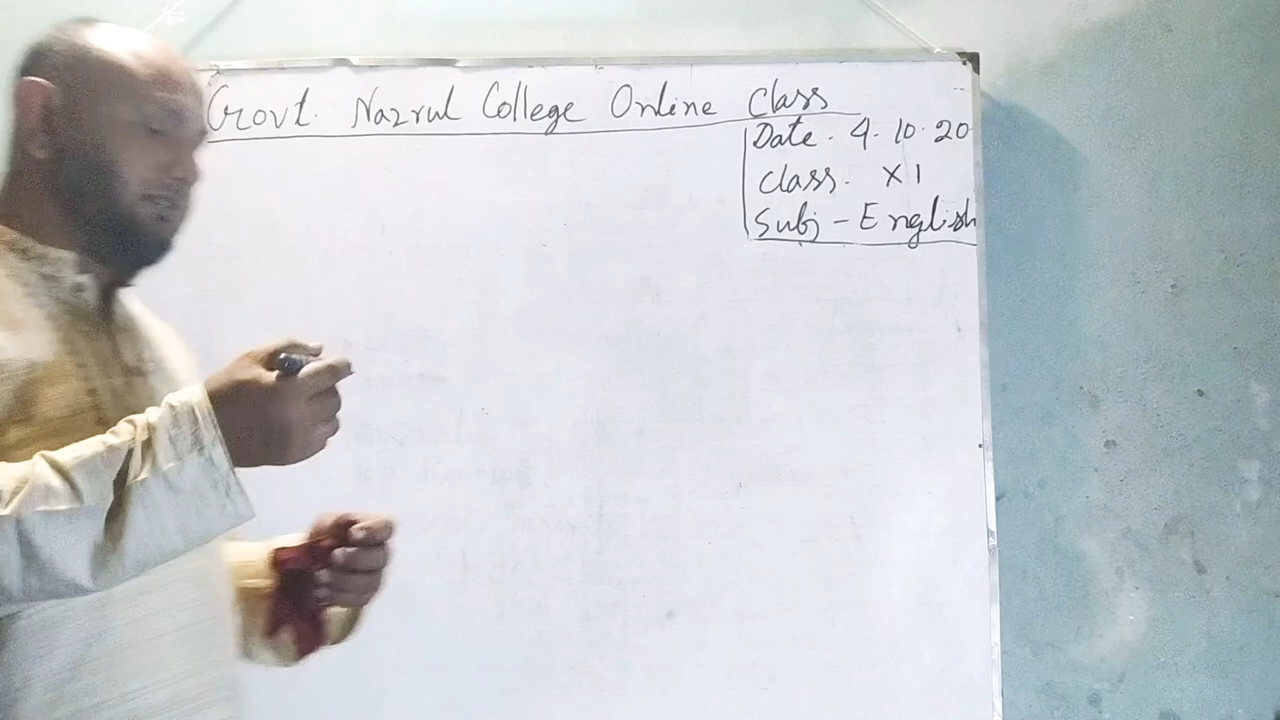 Govt. Nazrul College Online Class
Date. 4.10.20
Class. XI
Subj - English